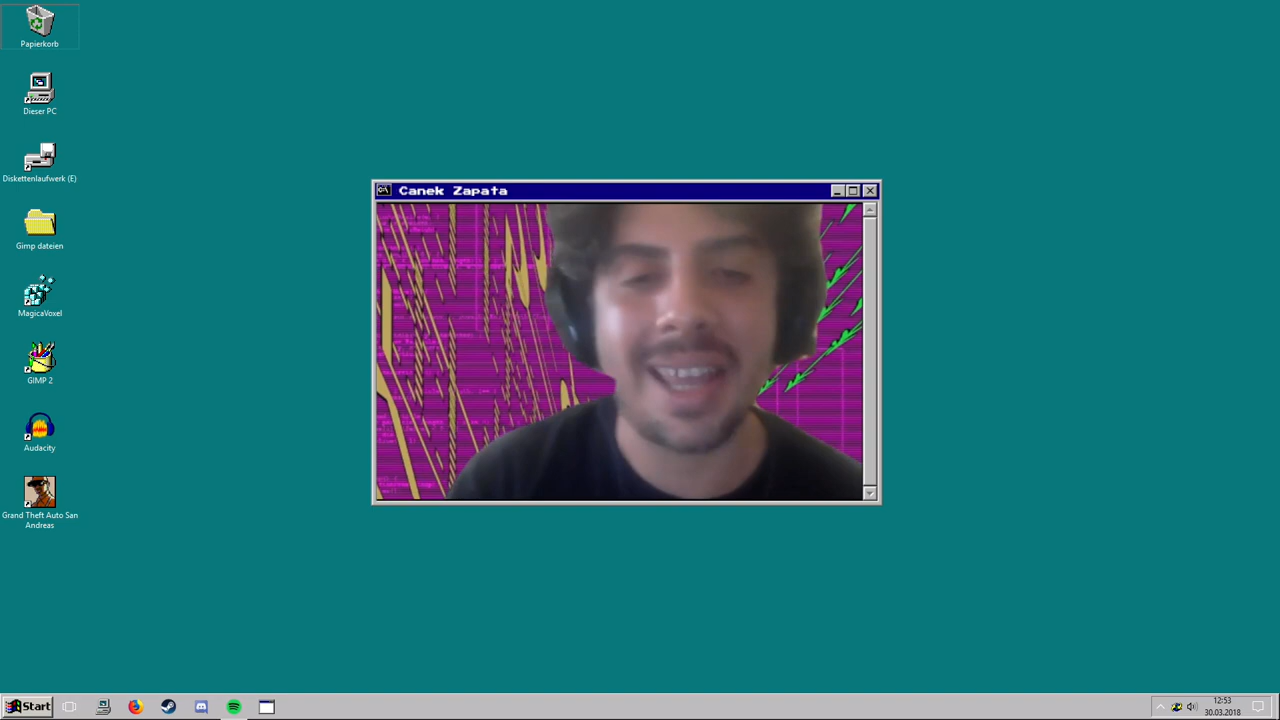 Papierkorb
Dieser PC
Diskettenlaufwerk (E)
Gimp dateien
MagicaVoxel
GIMP 2
Audacity
Grand Theft Auto San
Andreas
C:\
Canek Zapata
Start
12:53
30.03.2018